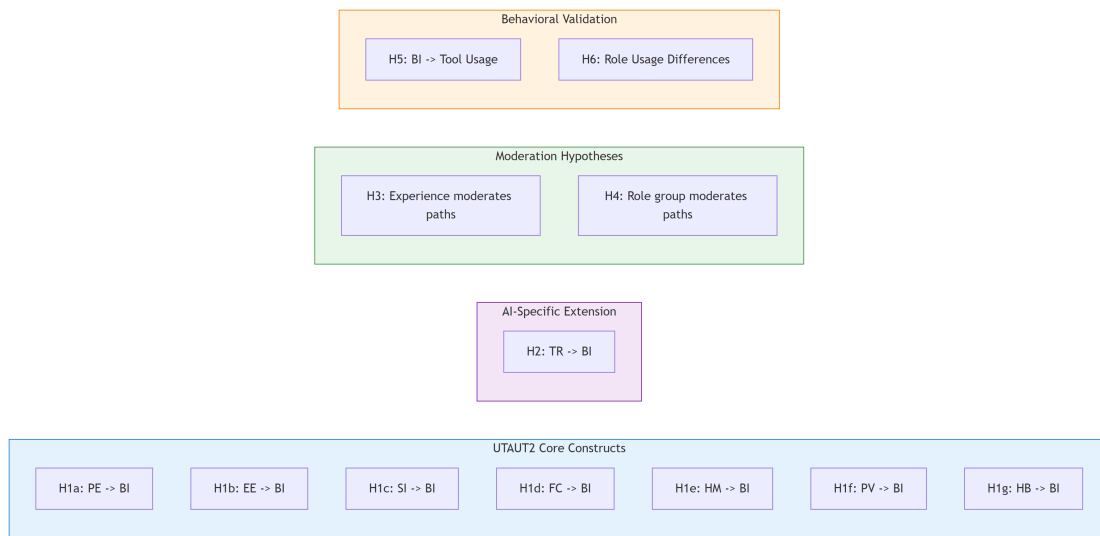 Behavioral Validation
H5: BI -> Tool Usage
H6: Role Usage Differences
Moderation Hypotheses
H3: Experience moderates
paths
H4: Role group moderates
paths
AI-Specific Extension
H2: TR -> BI
UTAUT2 Core Constructs
H1a: PE -> BI
H1b: EE -> BI
H1c: SI -> BI
H1d: FC -> BI
H1e: HM -> BI
H1f: PV -> BI
H1g: HB -> BI